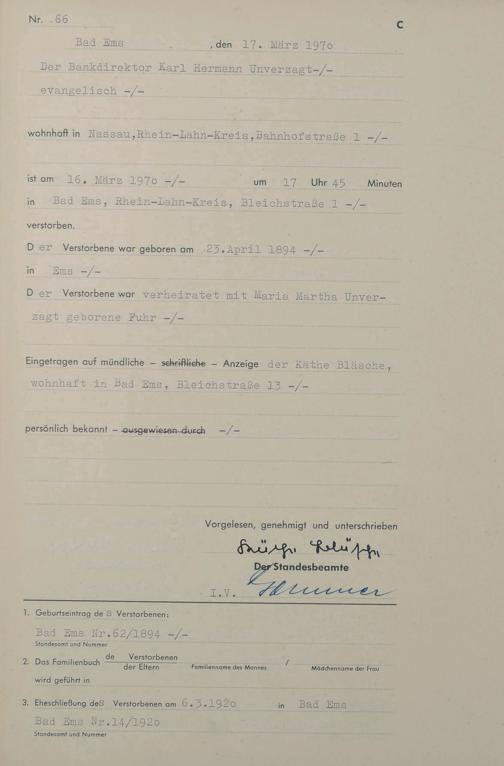 Nr. 66
C
Bad Ems , den 17. März 1970
Der Bankdirektor Karl Hermann Unverzagt-/-
evangelisch -/-
wohnhaft in Nassau,Rhein-Lahn-Kreis,Bahnhofstraße 1 -/-
ist am 16. März 1970 -/- um 17 Uhr 45 Minuten
in Bad Ems, Rhein-Lahn-Kreis, Bleichstraße 1 -/-
verstorben.
Der Verstorbene war geboren am 23.April 1894 -/-
in Ems -/-
Der Verstorbene war verheiratet mit Maria Martha Unver-
zagt geborene Fuhr -/-
Eingetragen auf mündliche – schriftliche – Anzeige der Käthe Bläsche,
wohnhaft in Bad Ems, Bleichstraße 13 -/-
persönlich bekannt – ausgewiesen durch -/-
Vorgelesen, genehmigt und unterschrieben
Der Standesbeamte
I.V.
1. Geburtseintrag des Verstorbenen:
Bad Ems Nr.62/1894 -/-
Standesamt und Nummer
2. Das Familienbuch de Verstorbenen
der Eltern
Familienname des Mannes / Mädchenname der Frau
wird geführt in
3. Eheschließung des Verstorbenen am 6.3.1920 in Bad Ems
Bad Ems Nr.14/1920
Standesamt und Nummer